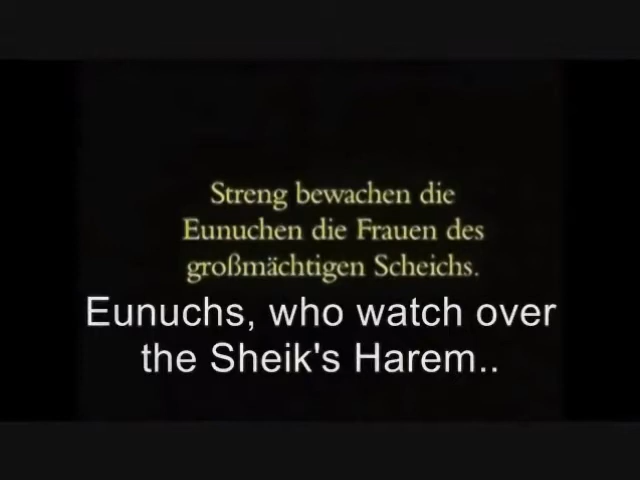 Streng bewachen die
Eunuchen die Frauen des
großmächtigen Scheichs.
Eunuchs, who watch over
the Sheik's Harem..